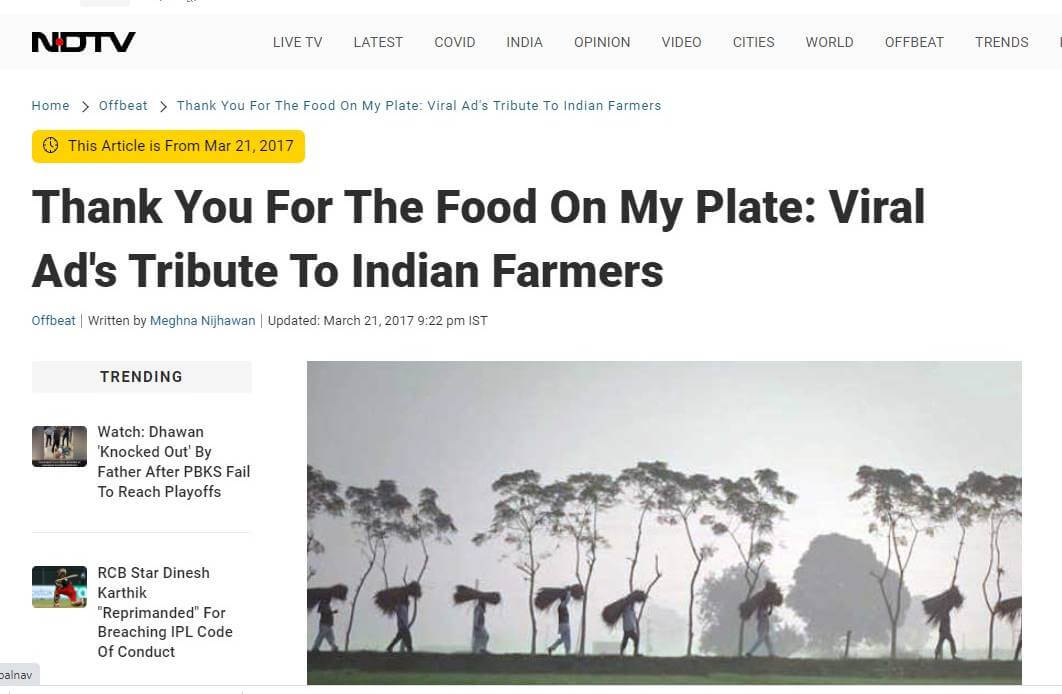 NDTV
LIVE TV LATEST COVID INDIA OPINION VIDEO CITIES WORLD OFFBEAT TRENDS
Home > Offbeat > Thank You For The Food On My Plate: Viral Ad's Tribute To Indian Farmers
This Article is From Mar 21, 2017
Thank You For The Food On My Plate: Viral
Ad's Tribute To Indian Farmers
Offbeat | Written by Meghna Nijhawan | Updated: March 21, 2017 9:22 pm IST
TRENDING
Watch: Dhawan
'Knocked Out' By
Father After PBKS Fail
To Reach Playoffs
RCB Star Dinesh
Karthik
"Reprimanded" For
Breaching IPL Code
Of Conduct
balnav